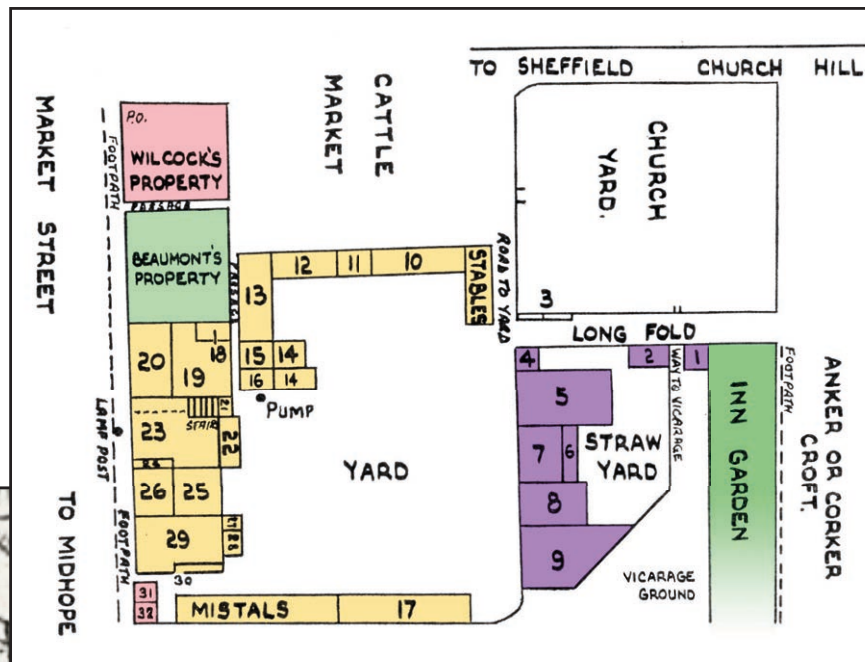 TO SHEFFIELD CHURCH HILL
CATTLE
MARKET
CHURCH
YARD.
MARKET STREET
P.O.
WILCOCK'S
PROPERTY
FOOTPATH
PASSAGE
BEAUMONT'S
PROPERTY
PASSAGE
12
11
10
STABLES
ROAD TO YARD
13
3
LONG FOLD
15
14
16
14
PUMP
18
20
19
21
STAIRS
23
22
LAMP POST
26
25
27
28
29
30
FOOTPATH
TO MIDHOPE
31
32
MISTALS
17
YARD
4
2
WAY TO VICARAGE
1
5
7
6
STRAW
YARD
8
9
VICARAGE
GROUND
INN GARDEN
FOOTPATH
ANKER OR CORKER
CROFT.